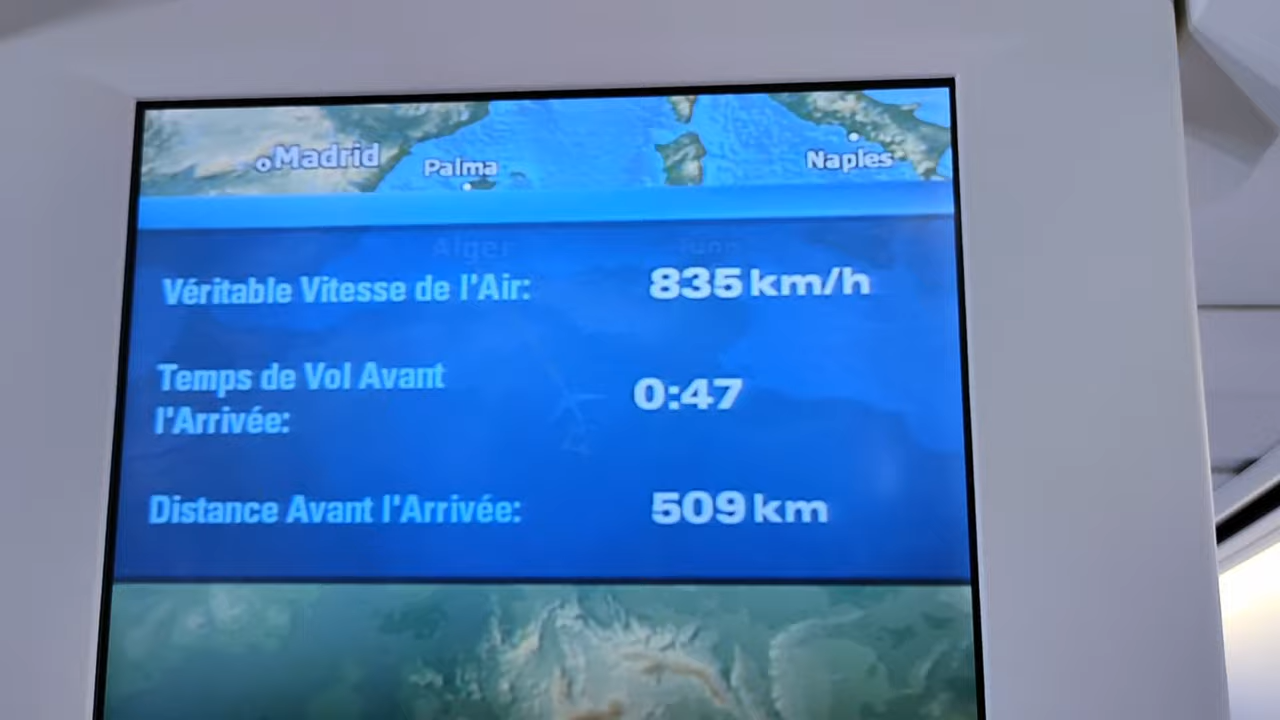 Madrid
Palma
Naples
Alger
Véritable Vitesse de l'Air: 835 km/h
Temps de Vol Avant
l'Arrivée: 0:47
Distance Avant l'Arrivée: 509 km